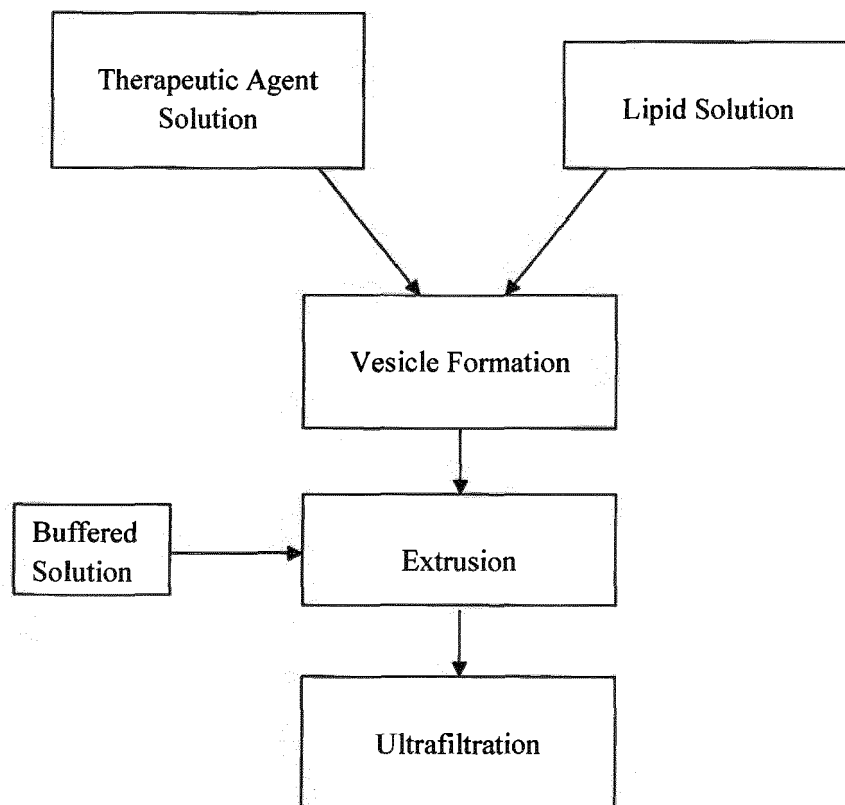 Therapeutic Agent
Solution
Lipid Solution
Vesicle Formation
Buffered
Solution
Extrusion
Ultrafiltration